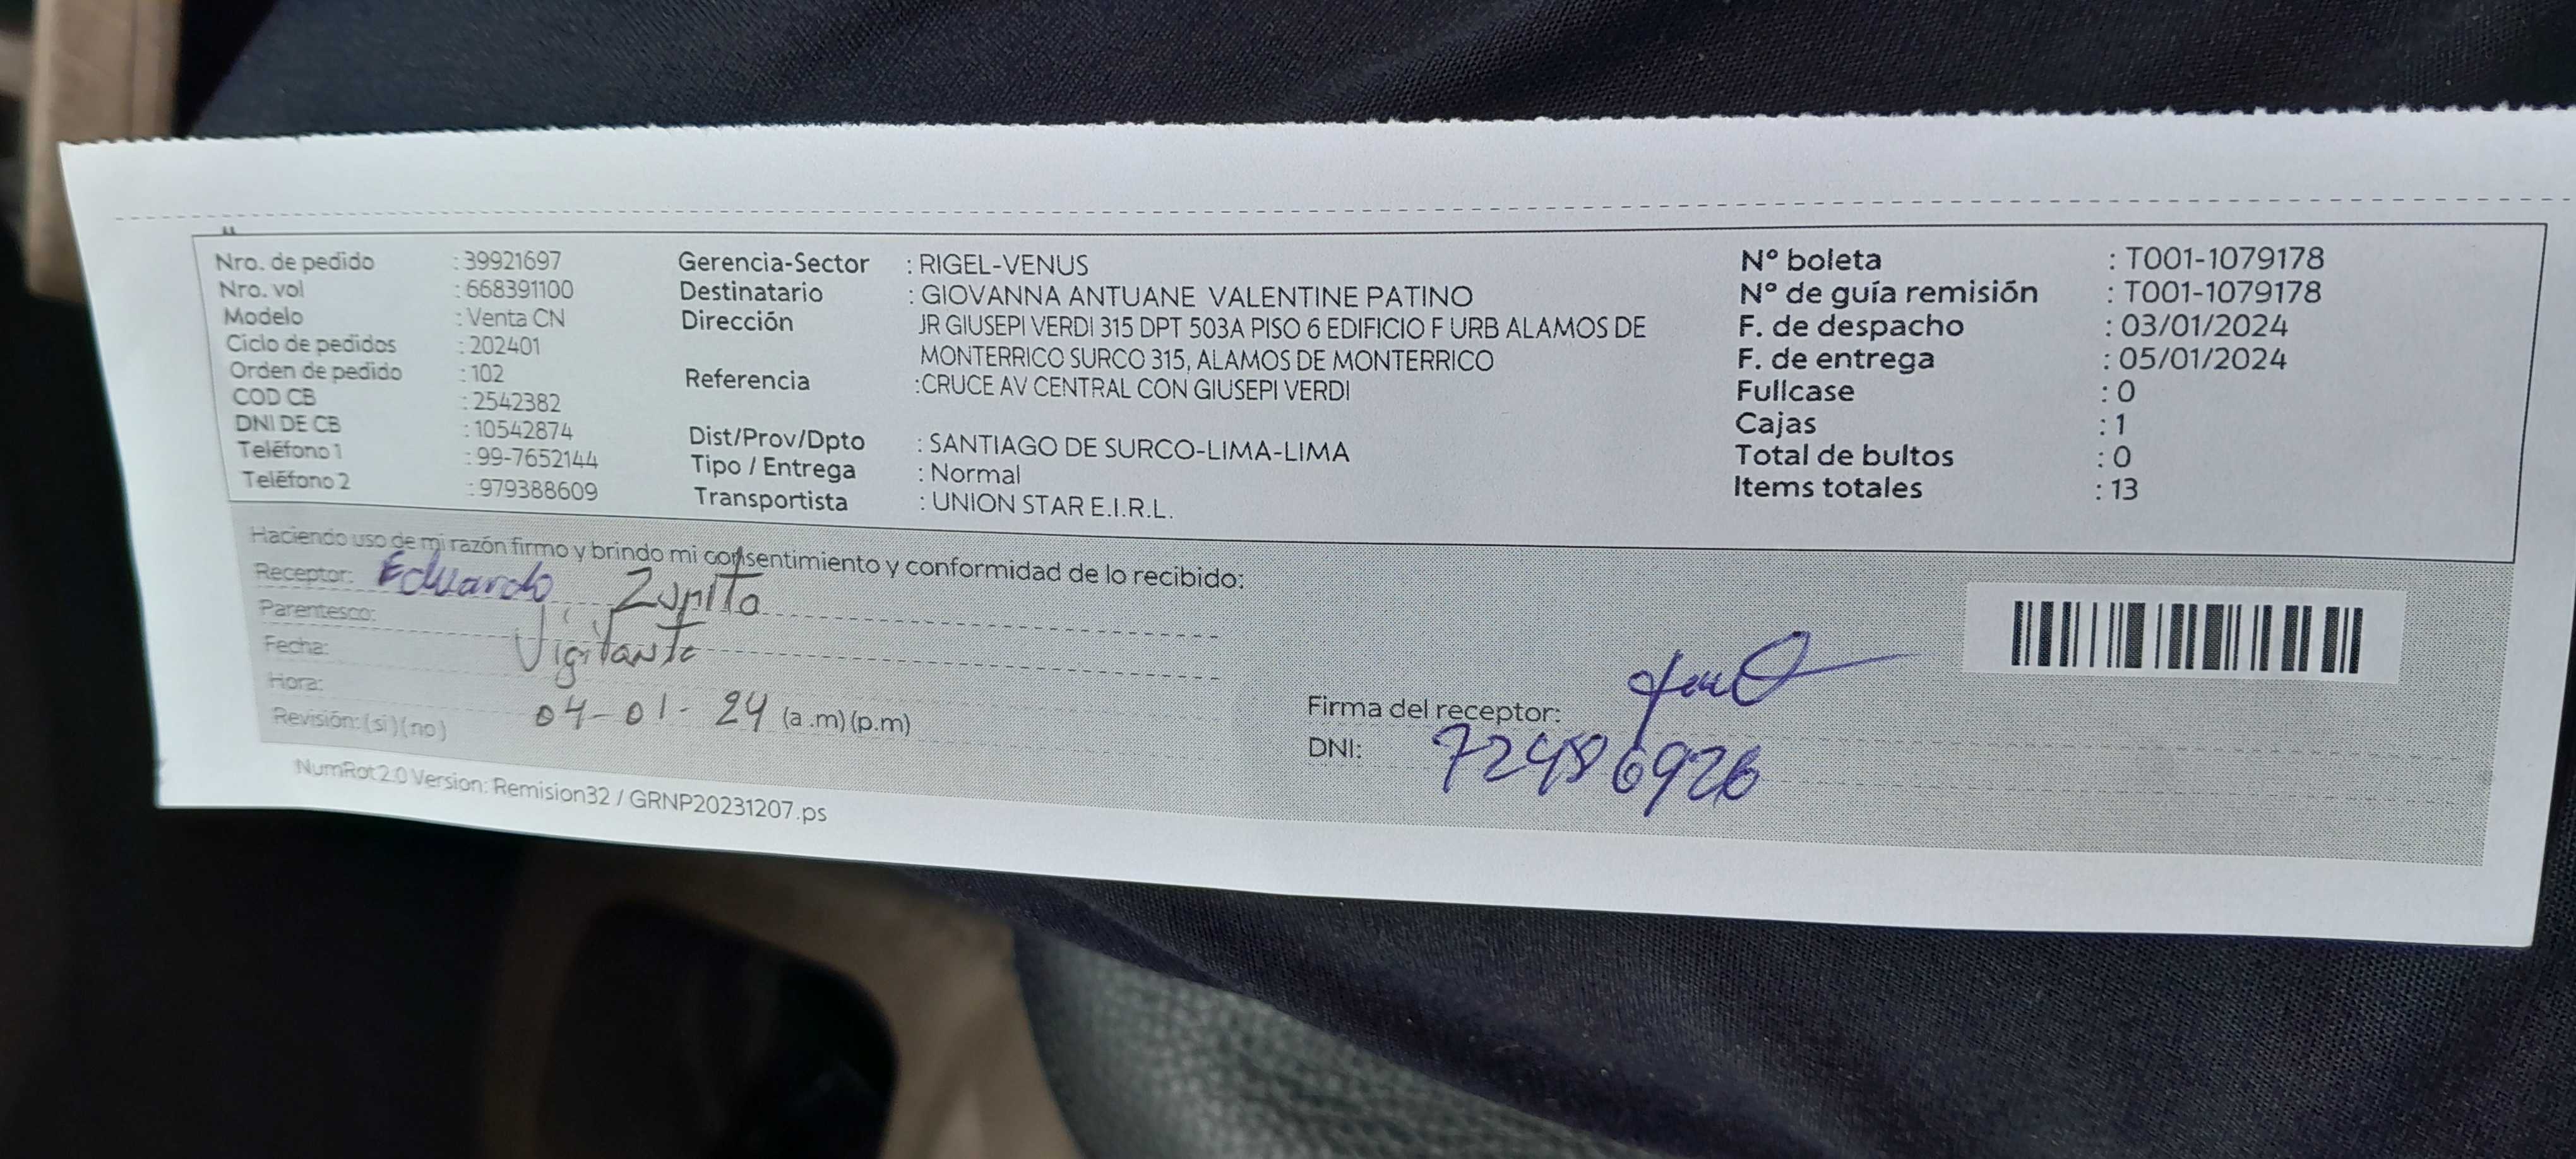 Nro. de pedido : 39921697
Nro. vol : 668391100
Modelo : Venta CN
Ciclo de pedidos : 202401
Orden de pedido : 102
COD CB : 2542382
DNI DE CB : 10542874
Teléfono 1 : 99-7652144
Teléfono 2 : 979388609
Gerencia-Sector : RIGEL-VENUS
Destinatario : GIOVANNA ANTUANE VALENTINE PATINO
Dirección JR GIUSEPI VERDI 315 DPT 503A PISO 6 EDIFICIO F URB ALAMOS DE
MONTERRICO SURCO 315, ALAMOS DE MONTERRICO
Referencia : CRUCE AV CENTRAL CON GIUSEPI VERDI
Dist/Prov/Dpto : SANTIAGO DE SURCO-LIMA-LIMA
Tipo / Entrega : Normal
Transportista : UNION STAR E.I.R.L.
N° boleta : T001-1079178
N° de guía remisión : T001-1079178
F. de despacho : 03/01/2024
F. de entrega : 05/01/2024
Fullcase : 0
Cajas : 1
Total de bultos : 0
Items totales : 13
Haciendo uso de mi razón firmo y brindo mi consentimiento y conformidad de lo recibido:
Receptor: Eduardo
Parentesco: Vigilante
Fecha: 04-01-24
Hora: (a.m) (p.m)
Revisión: (si) (no)
Firma del receptor:
DNI: 72486926
NumRot2.0 Version: Remision32 / GRNP20231207.ps